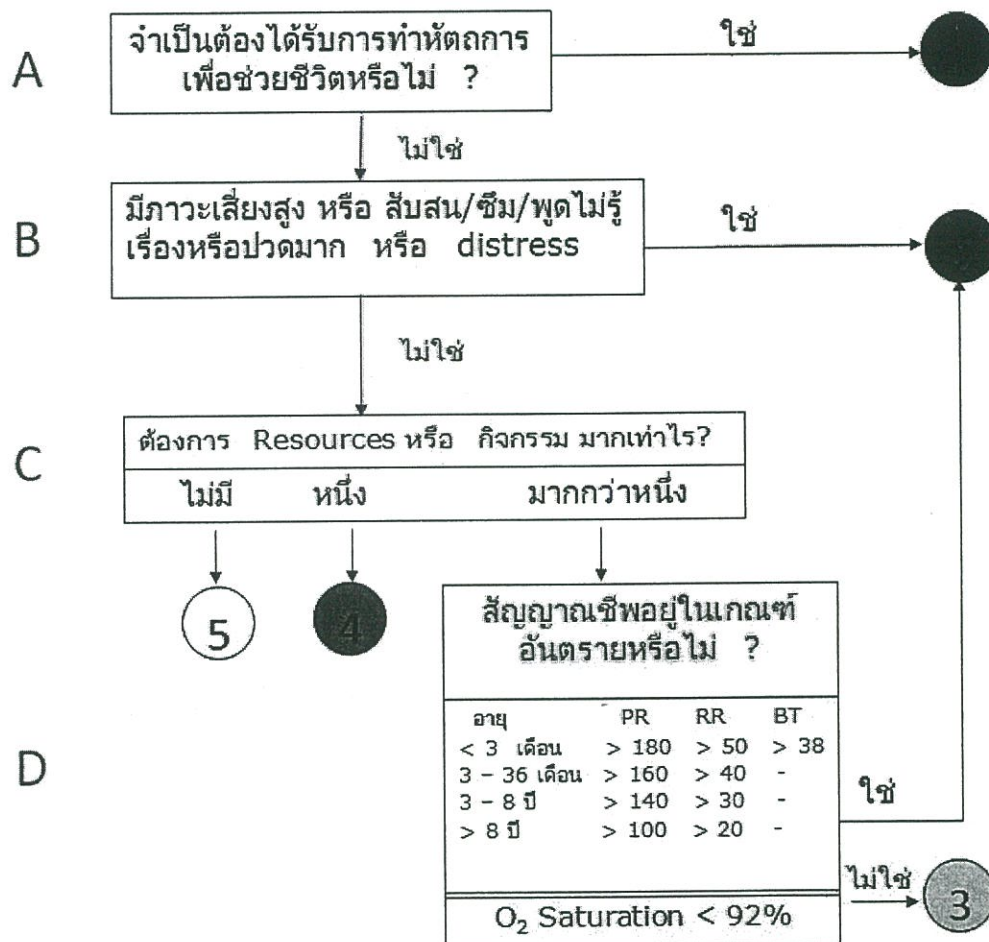 A
จำเป็นต้องได้รับการทำหัตถการ
เพื่อช่วยชีวิตหรือไม่ ?
ใช่
ไม่ใช่
B
มีภาวะเสี่ยงสูง หรือ สับสน/ซึม/พูดไม่รู้
เรื่องหรือปวดมาก หรือ distress
ใช่
ไม่ใช่
C
ต้องการ Resources หรือ กิจกรรม มากเท่าไร?
ไม่มี หนึ่ง มากกว่าหนึ่ง
5 4
D
สัญญาณชีพอยู่ในเกณฑ์
อันตรายหรือไม่ ?
อายุ PR RR BT
< 3 เดือน > 180 > 50 > 38
3 – 36 เดือน > 160 > 40 -
3 – 8 ปี > 140 > 30 -
> 8 ปี > 100 > 20 -
ใช่
ไม่ใช่
3
O₂ Saturation < 92%